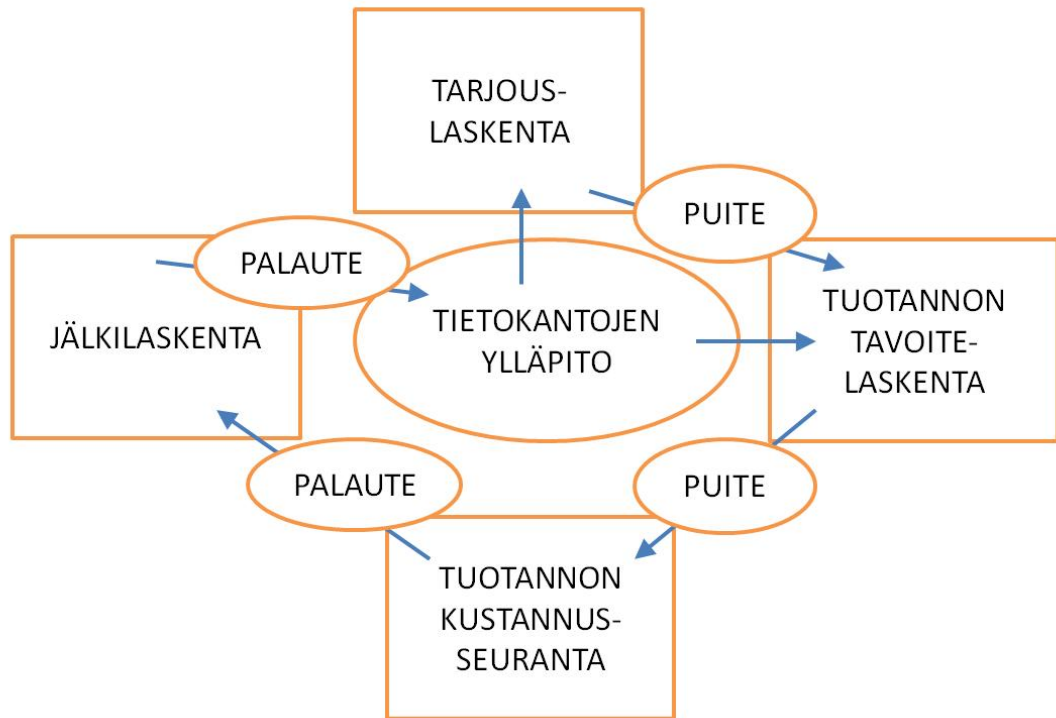 TARJOUS-
LASKENTA
PUITE
PALAUTE
TUOTANNON
TAVOITE-
LASKENTA
TIETOKANTOJEN
YLLÄPITO
JÄLKILASKENTA
PALAUTE
PUITE
TUOTANNON
KUSTANNUS-
SEURANTA